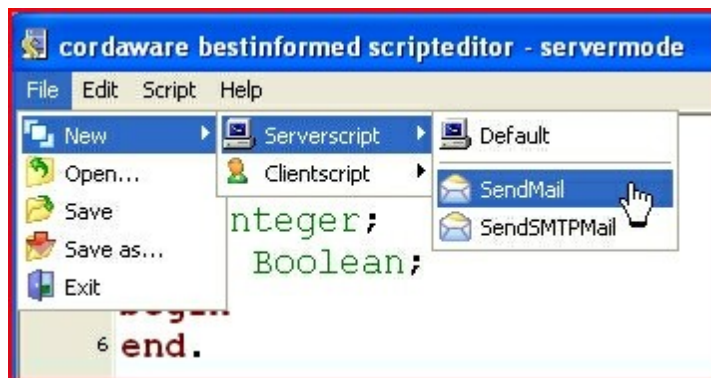 cordaware bestinformed scripteditor - servermode
File Edit Script Help
New
Open...
Save
Save as...
Exit
Serverscript
Clientscript
Default
SendMail
SendSMTPMail
nteger;
Boolean;
begin
6 end.